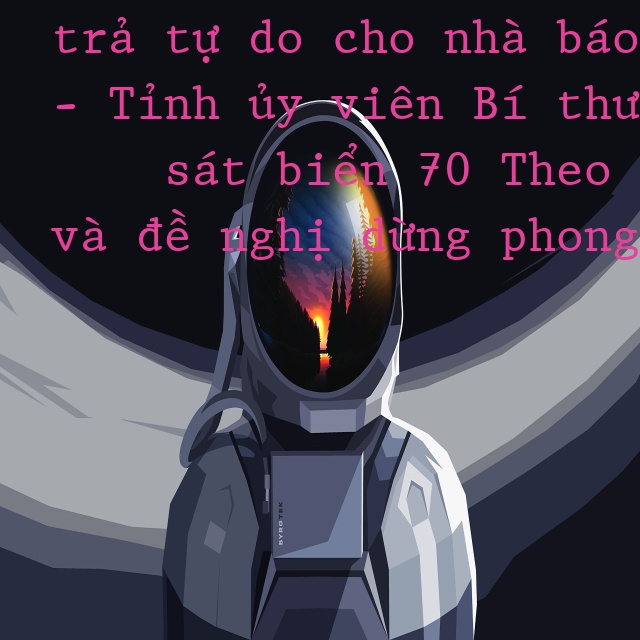 trả tự do cho nhà báo
- Tỉnh ủy viên Bí thư
sát biển 70 Theo
và đề nghị dừng phong
SYROTEK